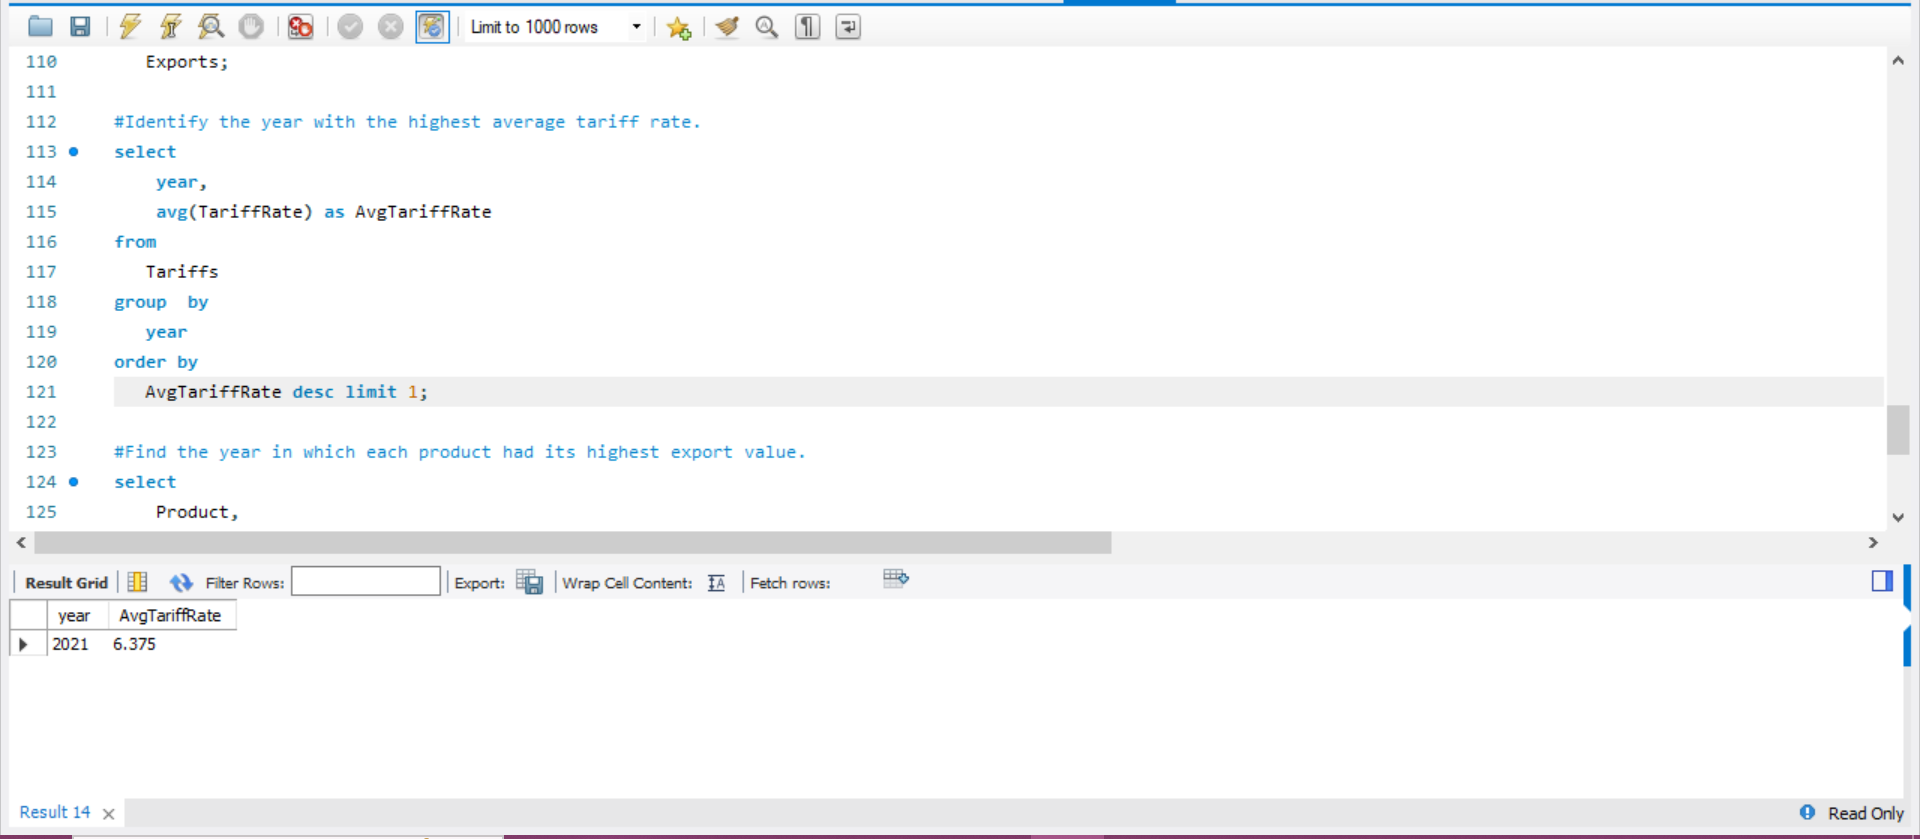 Limit to 1000 rows
110 Exports;
111
112 #Identify the year with the highest average tariff rate.
113 select
114 year,
115 avg(TariffRate) as AvgTariffRate
116 from
117 Tariffs
118 group  by
119 year
120 order by
121 AvgTariffRate desc limit 1;
122
123 #Find the year in which each product had its highest export value.
124 select
125 Product,
Result Grid Filter Rows: Export: Wrap Cell Content: IA Fetch rows:
year AvgTariffRate
2021 6.375
Result 14 Read Only